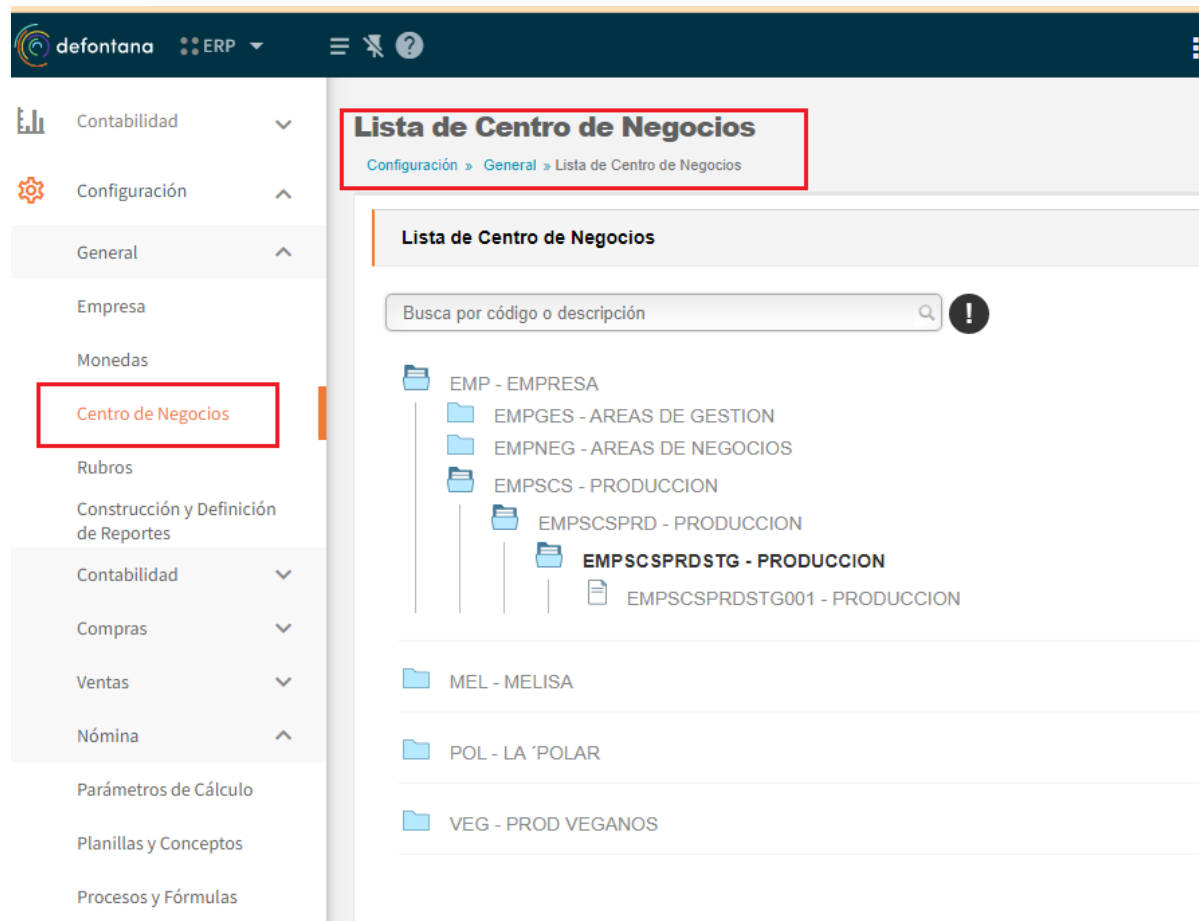 defontana ERP
Contabilidad
Configuración
General
Empresa
Monedas
Centro de Negocios
Rubros
Construcción y Definición
de Reportes
Contabilidad
Compras
Ventas
Nómina
Parámetros de Cálculo
Planillas y Conceptos
Procesos y Fórmulas
Lista de Centro de Negocios
Configuración » General » Lista de Centro de Negocios
Lista de Centro de Negocios
Busca por código o descripción
EMP - EMPRESA
EMPGES - AREAS DE GESTION
EMPNEG - AREAS DE NEGOCIOS
EMPSCS - PRODUCCION
EMPSCSPRD - PRODUCCION
EMPSCSPRDSTG - PRODUCCION
EMPSCSPRDSTG001 - PRODUCCION
MEL - MELISA
POL - LA ´POLAR
VEG - PROD VEGANOS